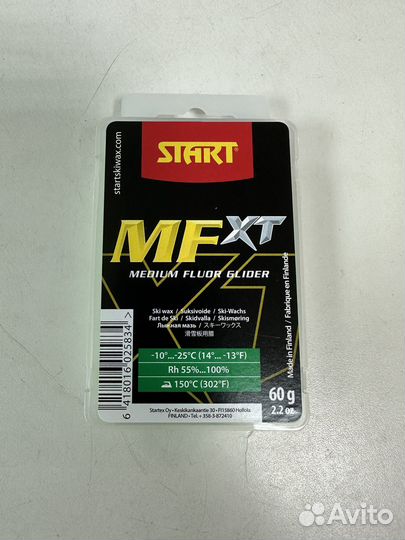 START®
startskiwax.com
MF XT
MEDIUM FLUOR GLIDER
Ski wax / Suksivoide / Ski-Wachs
Fart de Ski / Skidvalla / Skismøring
Лыжная мазь / スキーワックス
滑雪板用腊
-10°...-25°C (14°... -13°F)
Rh 55%...100%
150°C (302°F)
60 g
2.2 oz
Made in Finland / Fabriqué en Finlande
6 418016 025834 >
Startex Oy • Keskikankaantie 30 • FI15860 Hollola
FINLAND • Tel. + 358-3-872410
Avito